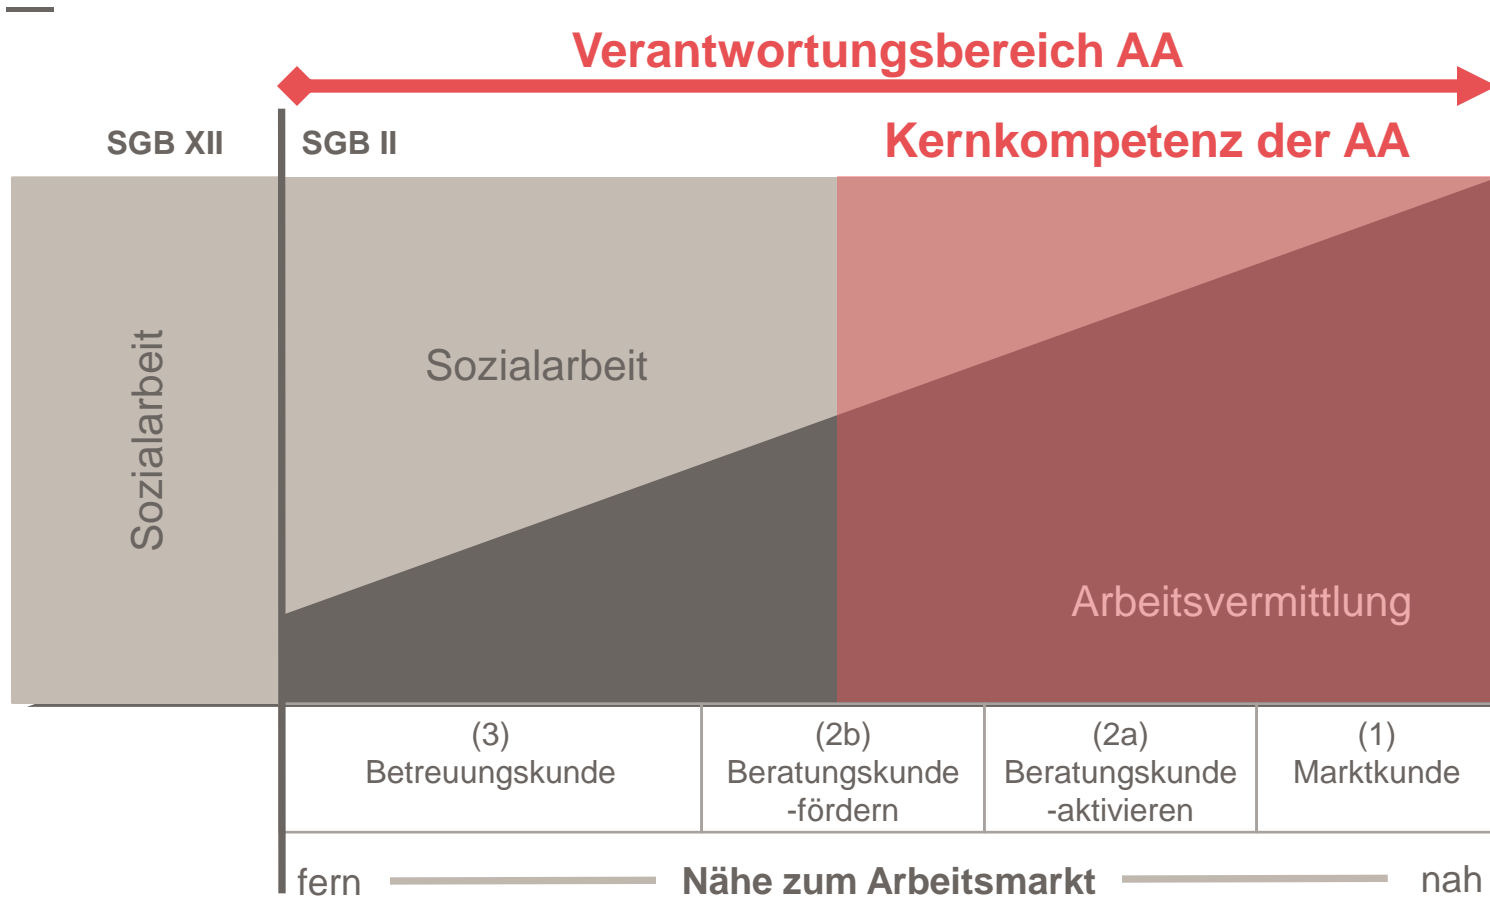 Verantwortungsbereich AA
SGB XII
SGB II
Kernkompetenz der AA
Sozialarbeit
Sozialarbeit
Arbeitsvermittlung
(3)
Betreuungskunde
(2b)
Beratungskunde
-fördern
(2a)
Beratungskunde
-aktivieren
(1)
Marktkunde
fern
Nähe zum Arbeitsmarkt
nah